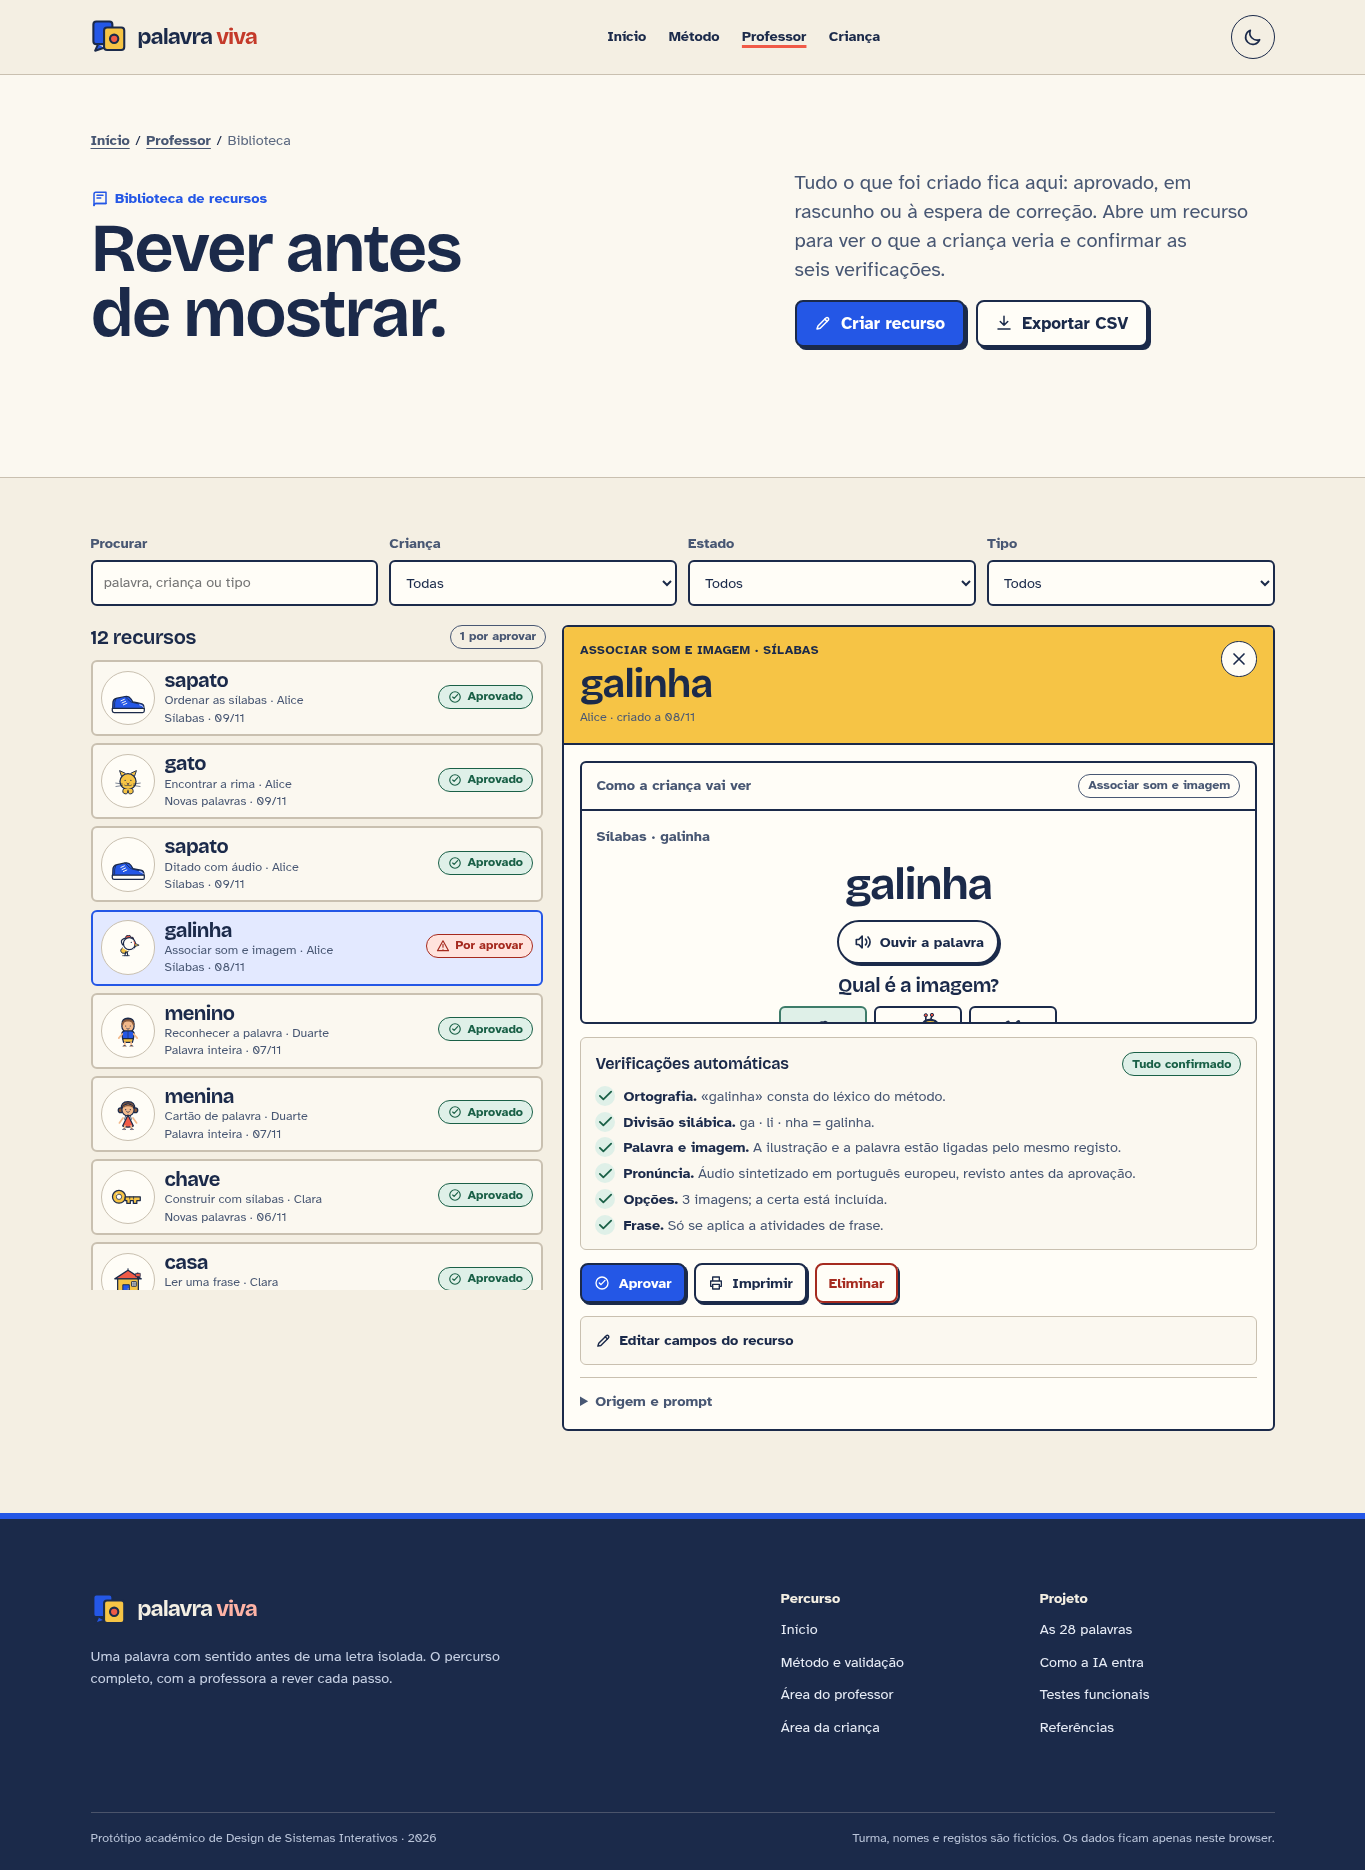 palavra viva
Início
Método
Professor
Criança
Início / Professor / Biblioteca
Biblioteca de recursos
Rever antes
de mostrar.
Tudo o que foi criado fica aqui: aprovado, em
rascunho ou à espera de correção. Abre um recurso
para ver o que a criança veria e confirmar as
seis verificações.
Criar recurso
Exportar CSV
Procurar
palavra, criança ou tipo
Criança
Todas
Estado
Todos
Tipo
Todos
12 recursos
1 por aprovar
sapato
Ordenar as sílabas · Alice
Sílabas · 09/11
Aprovado
gato
Encontrar a rima · Alice
Novas palavras · 09/11
Aprovado
sapato
Ditado com áudio · Alice
Sílabas · 09/11
Aprovado
galinha
Associar som e imagem · Alice
Sílabas · 08/11
Por aprovar
menino
Reconhecer a palavra · Duarte
Palavra inteira · 07/11
Aprovado
menina
Cartão de palavra · Duarte
Palavra inteira · 07/11
Aprovado
chave
Construir com sílabas · Clara
Novas palavras · 06/11
Aprovado
casa
Ler uma frase · Clara
Aprovado
ASSOCIAR SOM E IMAGEM · SÍLABAS
galinha
Alice · criado a 08/11
Como a criança vai ver
Associar som e imagem
Sílabas · galinha
galinha
Ouvir a palavra
Qual é a imagem?
Verificações automáticas
Tudo confirmado
Ortografia. «galinha» consta do léxico do método.
Divisão silábica. ga · li · nha = galinha.
Palavra e imagem. A ilustração e a palavra estão ligadas pelo mesmo registo.
Pronúncia. Áudio sintetizado em português europeu, revisto antes da aprovação.
Opções. 3 imagens; a certa está incluída.
Frase. Só se aplica a atividades de frase.
Aprovar
Imprimir
Eliminar
Editar campos do recurso
Origem e prompt
palavra viva
Uma palavra com sentido antes de uma letra isolada. O percurso
completo, com a professora a rever cada passo.
Percurso
Início
Método e validação
Área do professor
Área da criança
Projeto
As 28 palavras
Como a IA entra
Testes funcionais
Referências
Protótipo académico de Design de Sistemas Interativos · 2026
Turma, nomes e registos são fictícios. Os dados ficam apenas neste browser.